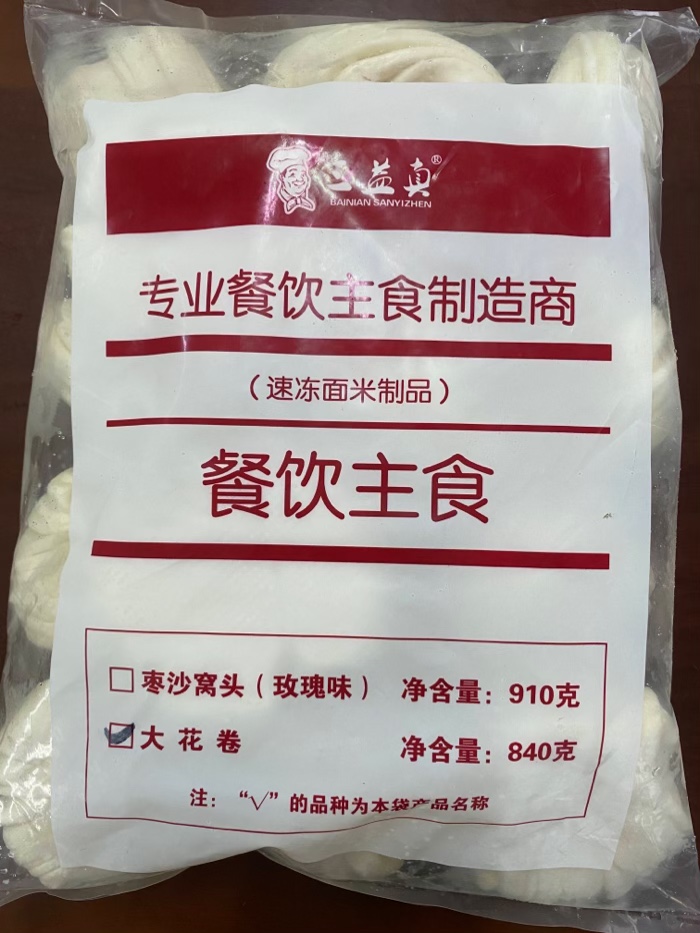 益真®
BAINIAN SANYIZHEN
专业餐饮主食制造商
（速冻面米制品）
餐饮主食
□ 枣沙窝头（玫瑰味） 净含量：910克
☑ 大花卷 净含量：840克
注：“√”的品种为本袋产品名称